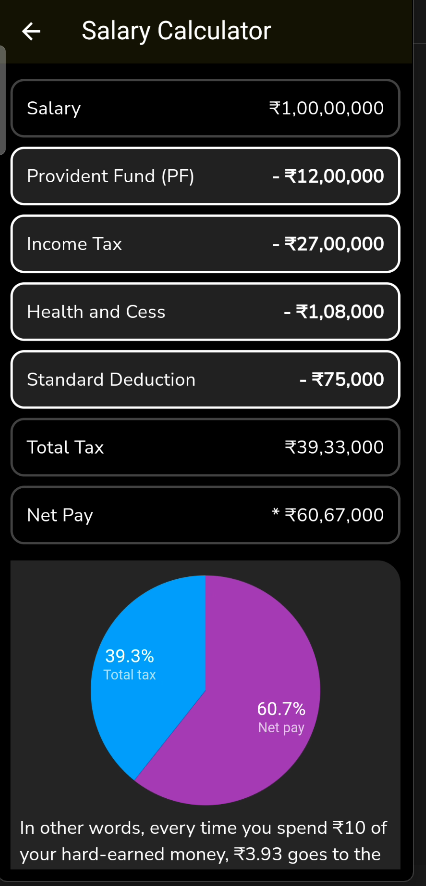 Salary Calculator
Salary ₹1,00,00,000
Provident Fund (PF) - ₹12,00,000
Income Tax - ₹27,00,000
Health and Cess - ₹1,08,000
Standard Deduction - ₹75,000
Total Tax ₹39,33,000
Net Pay * ₹60,67,000
39.3%
Total tax
60.7%
Net pay
In other words, every time you spend ₹10 of
your hard-earned money, ₹3.93 goes to the